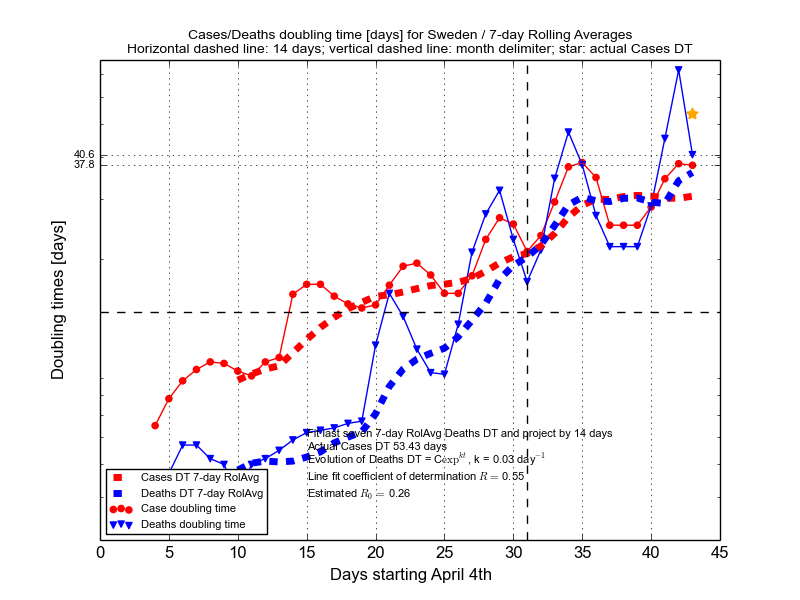 Cases/Deaths doubling time [days] for Sweden / 7-day Rolling Averages
Horizontal dashed line: 14 days; vertical dashed line: month delimiter; star: actual Cases DT
40.6
37.8
Doubling times [days]
Fit last seven 7-day RolAvg Deaths DT and project by 14 days
Actual Cases DT 53.43 days
Evolution of Deaths DT = Cexp^{kt}, k = 0.03 day^{-1}
Line fit coefficient of determination R = 0.55
Estimated R_0 = 0.26
Cases DT 7-day RolAvg
Deaths DT 7-day RolAvg
Case doubling time
Deaths doubling time
0 5 10 15 20 25 30 35 40 45
Days starting April 4th